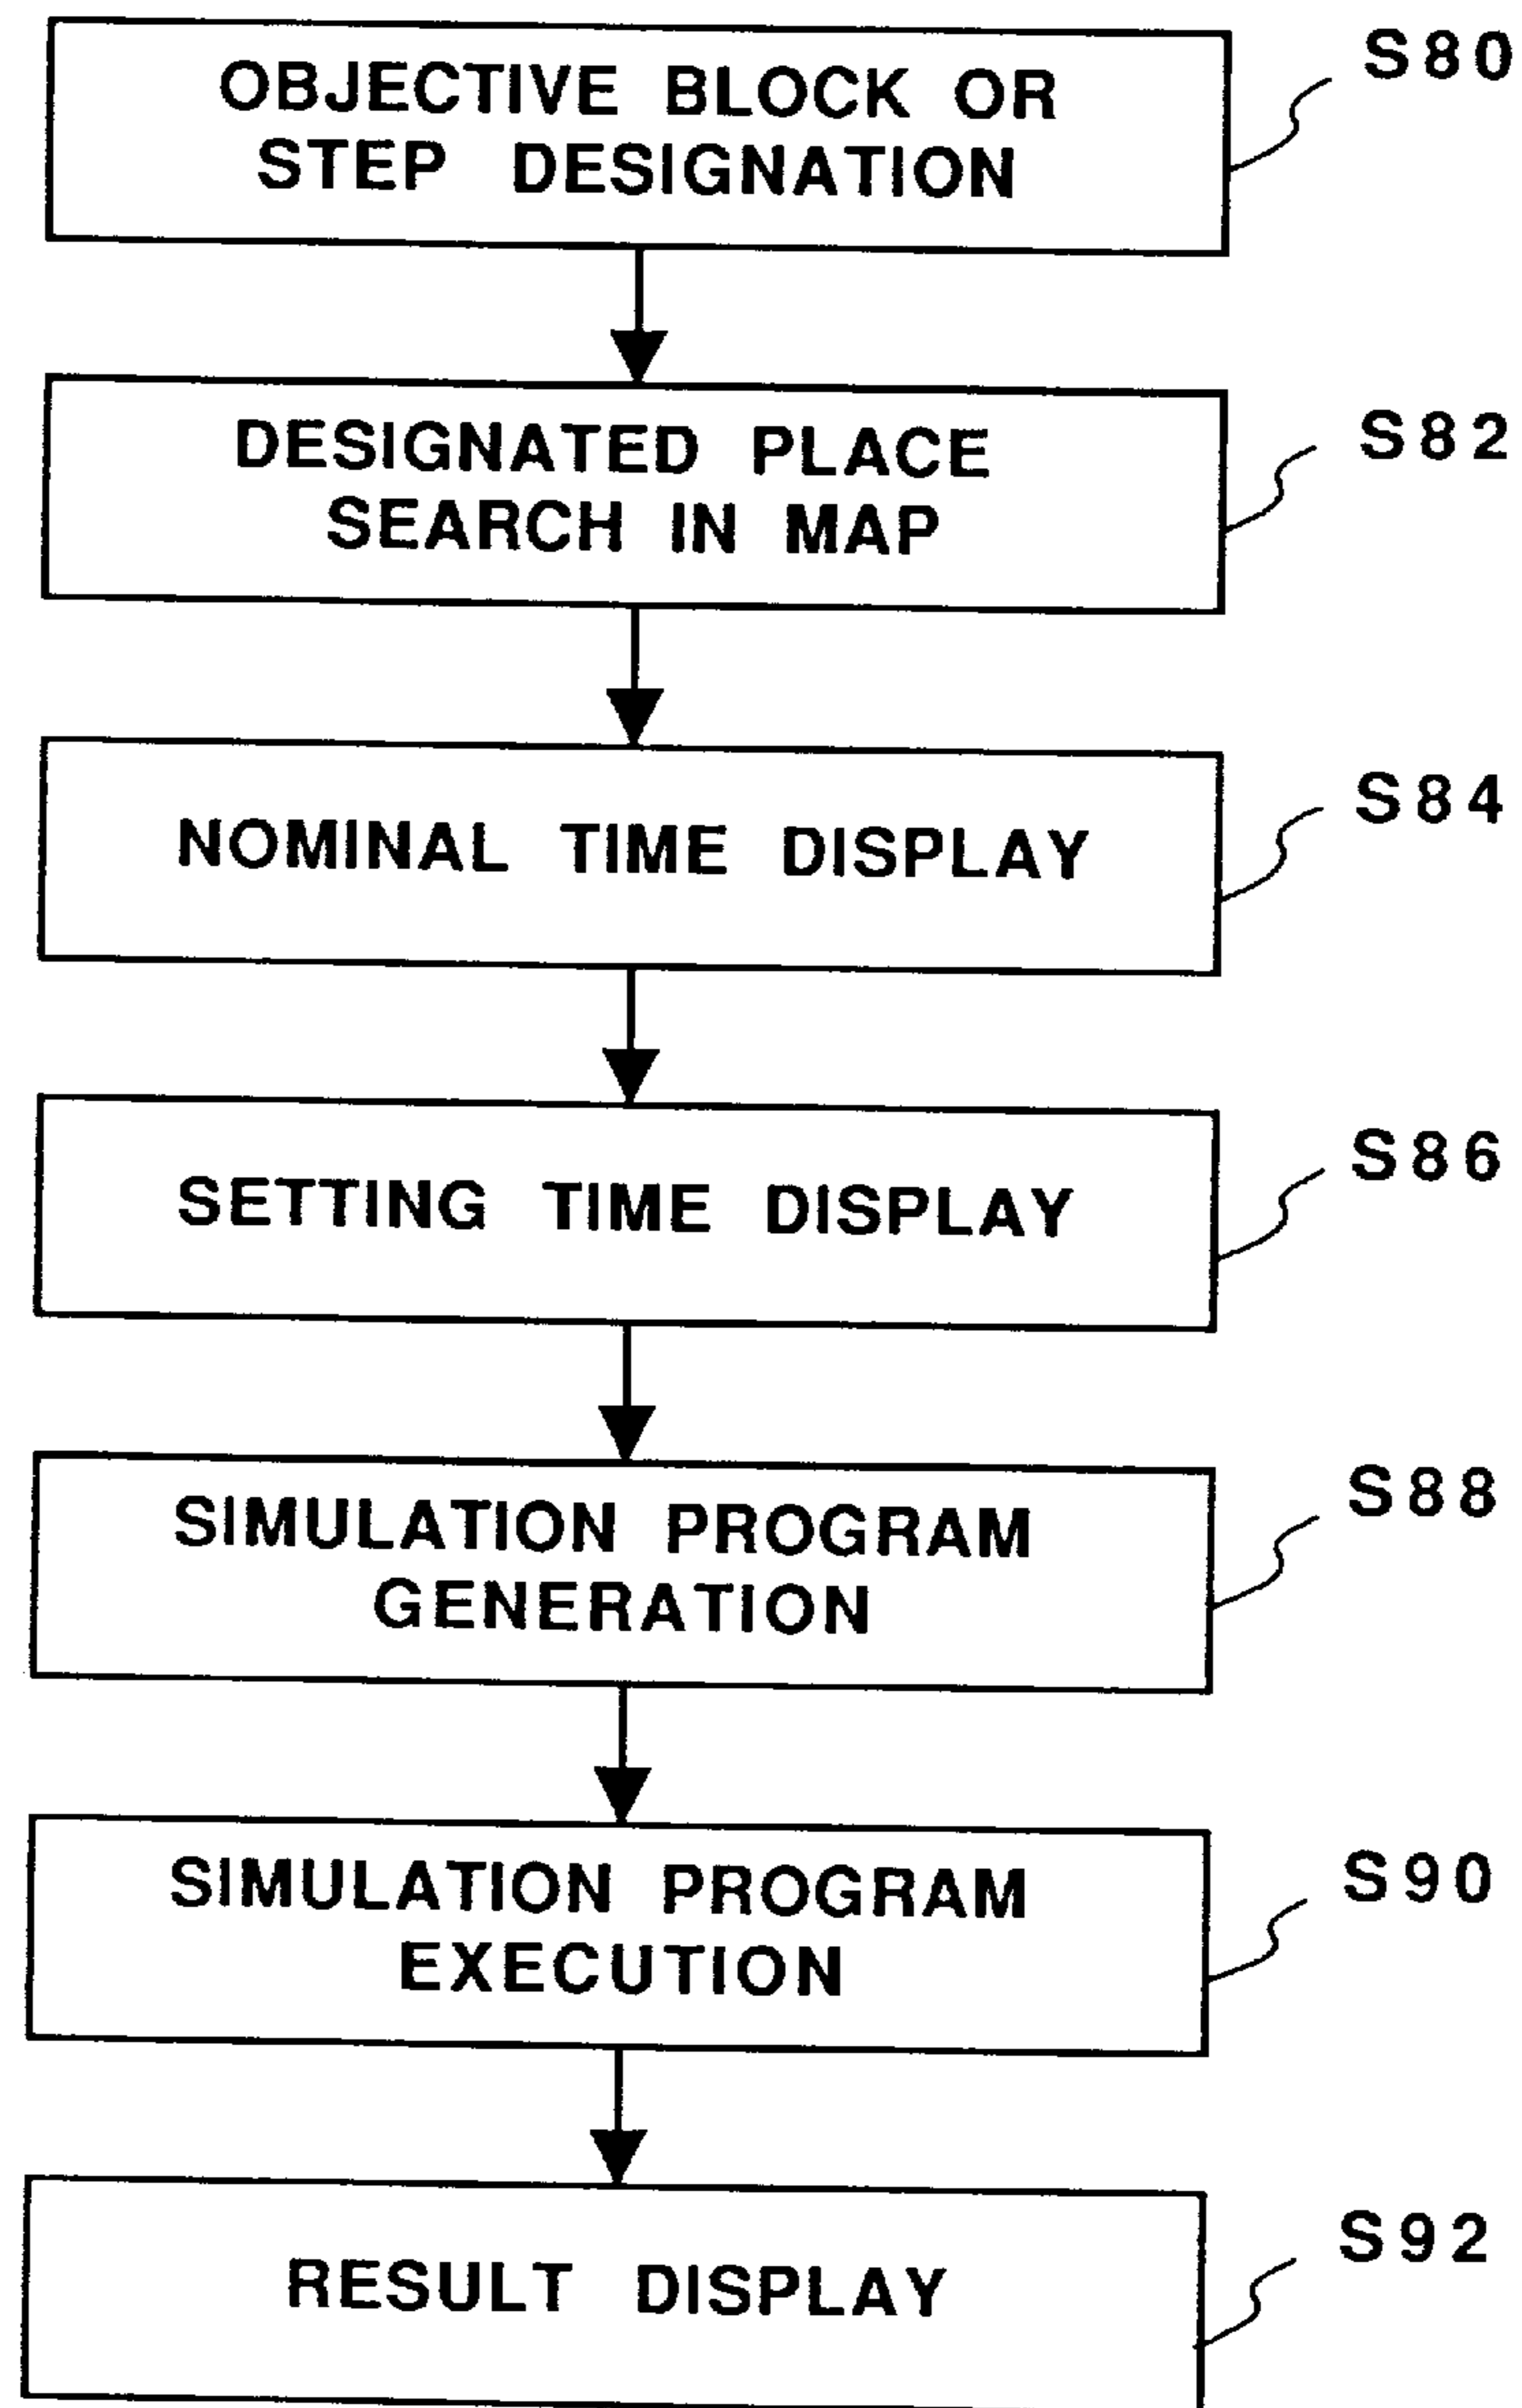 OBJECTIVE BLOCK OR
STEP DESIGNATION
S80
DESIGNATED PLACE
SEARCH IN MAP
S82
NOMINAL TIME DISPLAY
S84
SETTING TIME DISPLAY
S86
SIMULATION PROGRAM
GENERATION
S88
SIMULATION PROGRAM
EXECUTION
S90
RESULT DISPLAY
S92